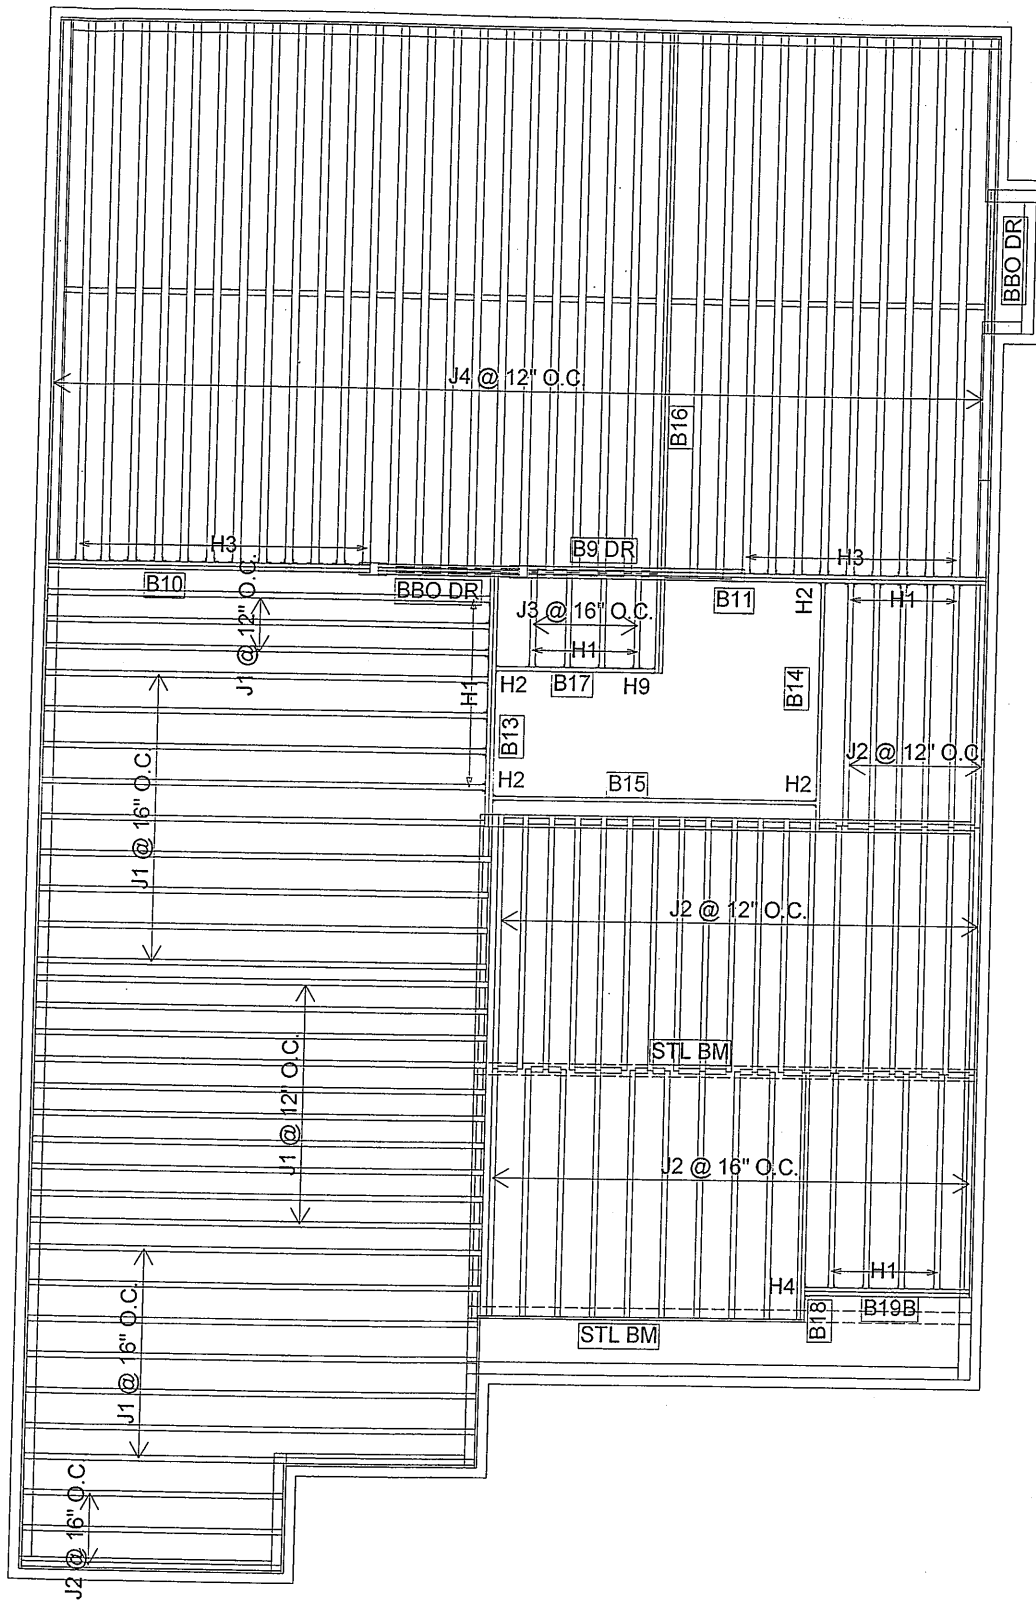 BBO DR
J4 @ 12" O.C.
B16
H3
B9 DR
H3
B10
BBO DR
J1 @ 12" O.C.
J3 @ 16" O.C.
B11
H2
H1
H1
H1
H2
B17
H9
B14
B13
J2 @ 12" O.C.
H2
B15
H2
J1 @ 16" O.C.
J2 @ 12" O.C.
STL BM
J1 @ 12" O.C.
J2 @ 16" O.C.
H4
H1
B18
B19B
STL BM
J1 @ 16" O.C.
J2 @ 16" O.C.